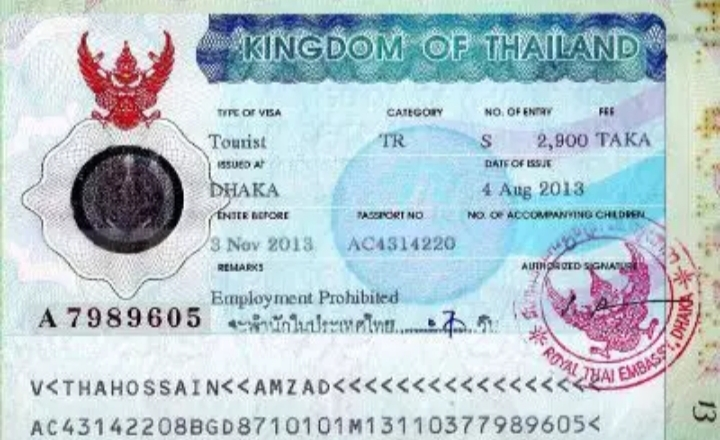 KINGDOM OF THAILAND
TYPE OF VISA CATEGORY NO. OF ENTRY FEE
Tourist TR S 2,900 TAKA
ISSUED AT DATE OF ISSUE
DHAKA 4 Aug 2013
ENTER BEFORE PASSPORT NO NO. OF ACCOMPANYING CHILDREN
3 Nov 2013 AC4314220
REMARKS AUTHORIZED SIGNATURE
Employment Prohibited
A 7989605
ระพำนักในประเทศไทย วัน
ROYAL THAI EMBASSY, DHAKA
V<THAHOSSAIN<<AMZAD<<<<<<<<<<<<<<<<<
AC43142208BGD8710101M13110377989605<
13